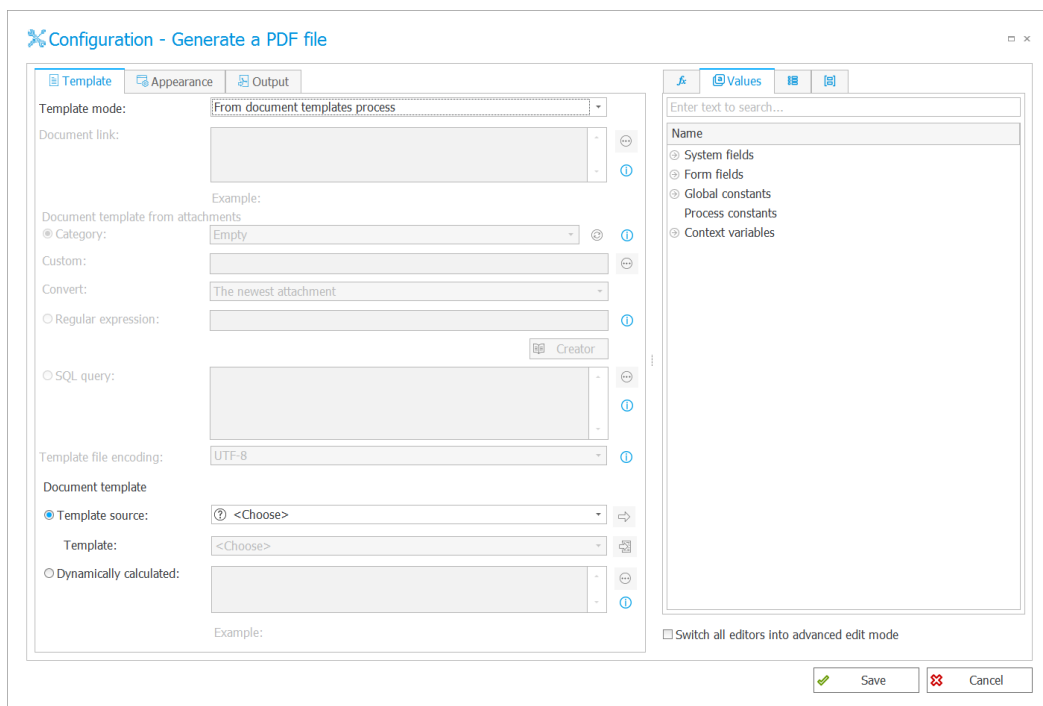 Configuration - Generate a PDF file
Template Appearance Output
Template mode: From document templates process
Document link:
Example:
Document template from attachments
Category: Empty
Custom:
Convert: The newest attachment
Regular expression:
Creator
SQL query:
Template file encoding: UTF-8
Document template
Template source: <Choose>
Template: <Choose>
Dynamically calculated:
Example:
fx Values
Enter text to search...
Name
System fields
Form fields
Global constants
Process constants
Context variables
Switch all editors into advanced edit mode
Save Cancel